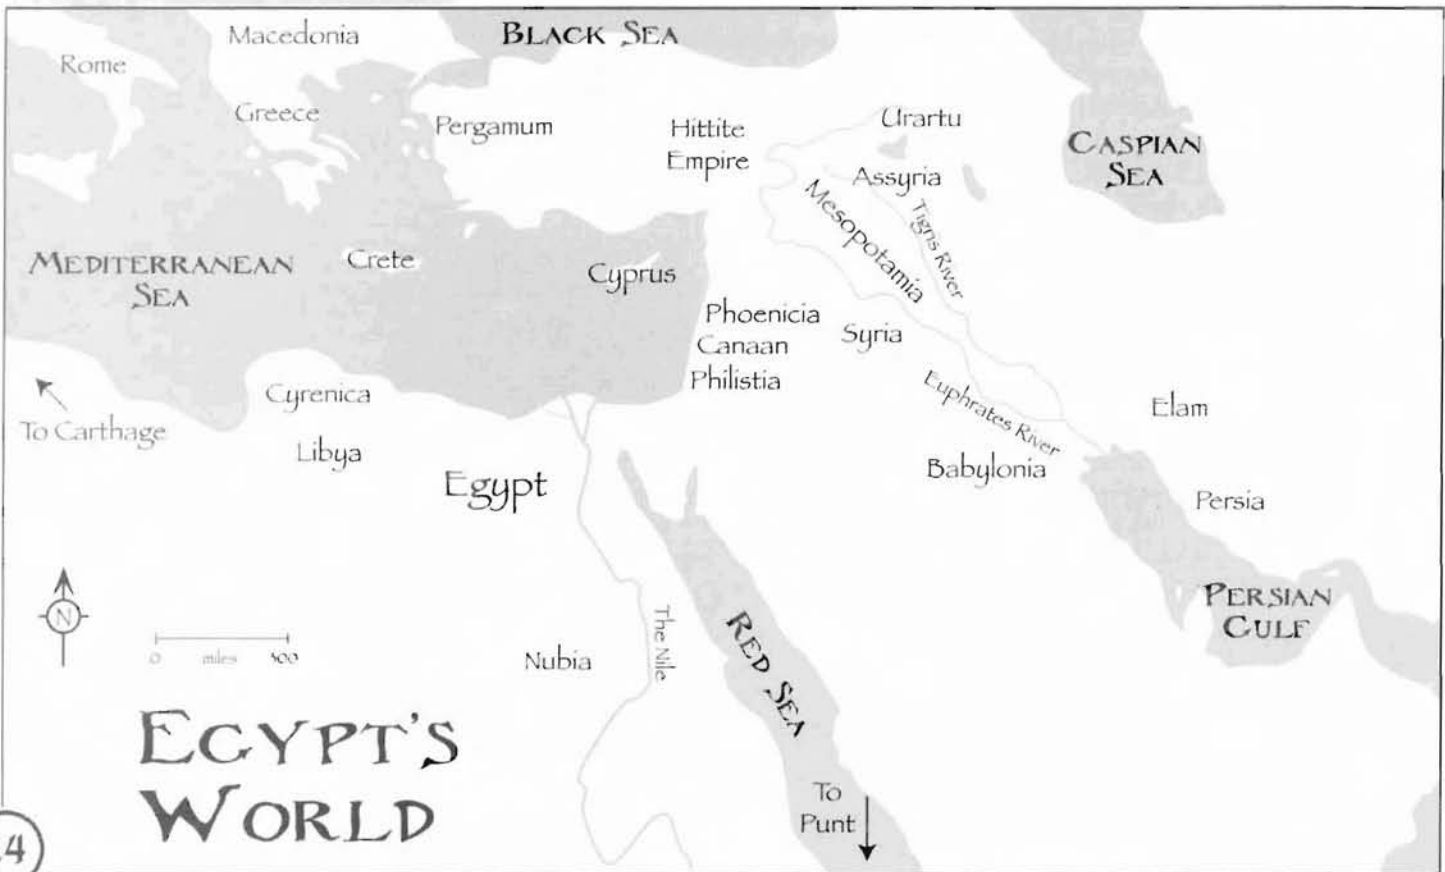 BLACK SEA
Macedonia
Rome
Greece
Pergamum
Hittite
Empire
Urartu
CASPIAN
SEA
Assyria
Mesopotamia
Tigris River
MEDITERRANEAN
SEA
Crete
Cyprus
Phoenicia
Canaan
Philistia
Syria
Cyrenica
Euphrates River
Elam
To Carthage
Libya
Egypt
Babylonia
Persia
N
PERSIAN
GULF
The Nile
RED SEA
0 miles 300
Nubia
EGYPT'S
WORLD
To
Punt
4